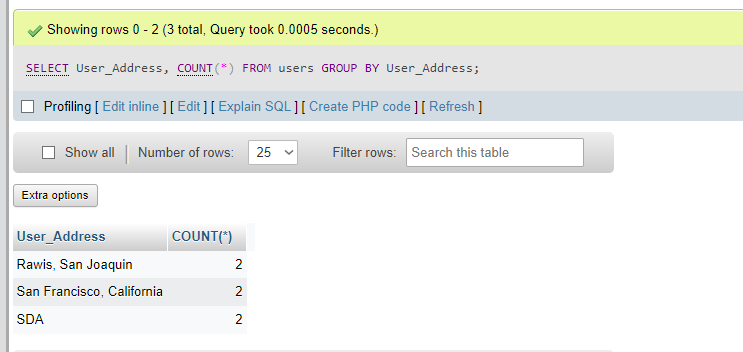 Showing rows 0 - 2 (3 total, Query took 0.0005 seconds.)
SELECT User_Address, COUNT(*) FROM users GROUP BY User_Address;
Profiling [ Edit inline ] [ Edit ] [ Explain SQL ] [ Create PHP code ] [ Refresh ]
Show all | Number of rows: 25 Filter rows: Search this table
Extra options
User_Address COUNT(*)
Rawis, San Joaquin 2
San Francisco, California 2
SDA 2